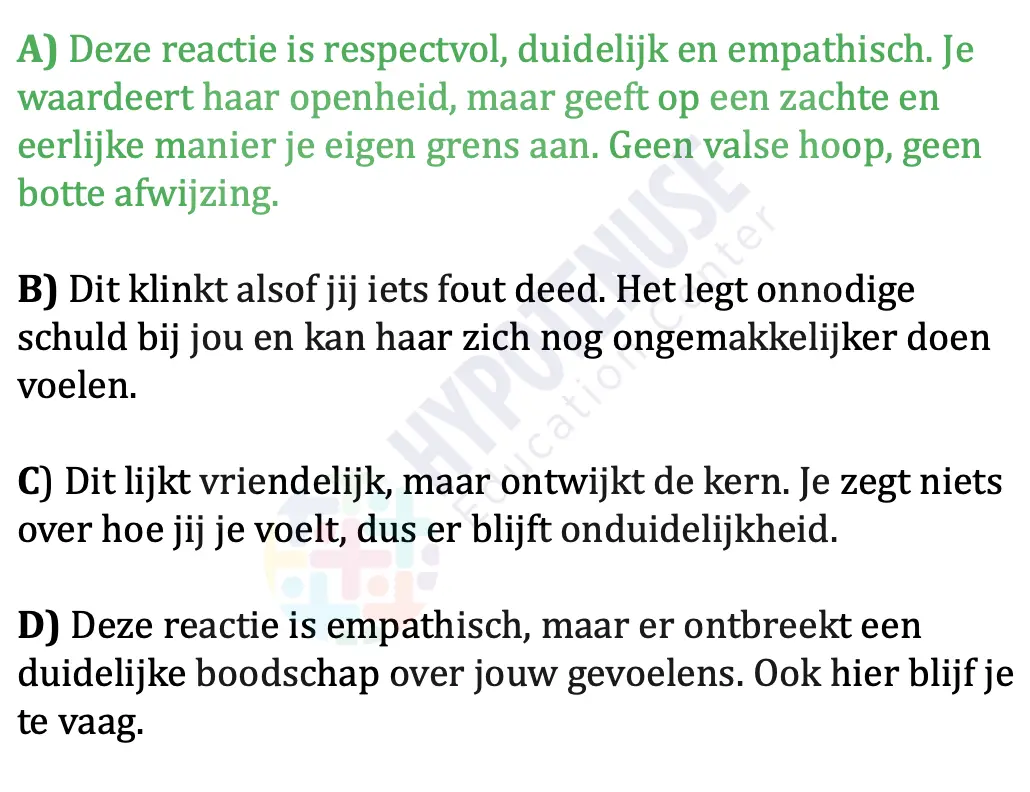 A) Deze reactie is respectvol, duidelijk en empathisch. Je
waardeert haar openheid, maar geeft op een zachte en
eerlijke manier je eigen grens aan. Geen valse hoop, geen
botte afwijzing.
B) Dit klinkt alsof jij iets fout deed. Het legt onnodige
schuld bij jou en kan haar zich nog ongemakkelijker doen
voelen.
C) Dit lijkt vriendelijk, maar ontwijkt de kern. Je zegt niets
over hoe jij je voelt, dus er blijft onduidelijkheid.
D) Deze reactie is empathisch, maar er ontbreekt een
duidelijke boodschap over jouw gevoelens. Ook hier blijf je
te vaag.
HYPOTENUSE
Education Center